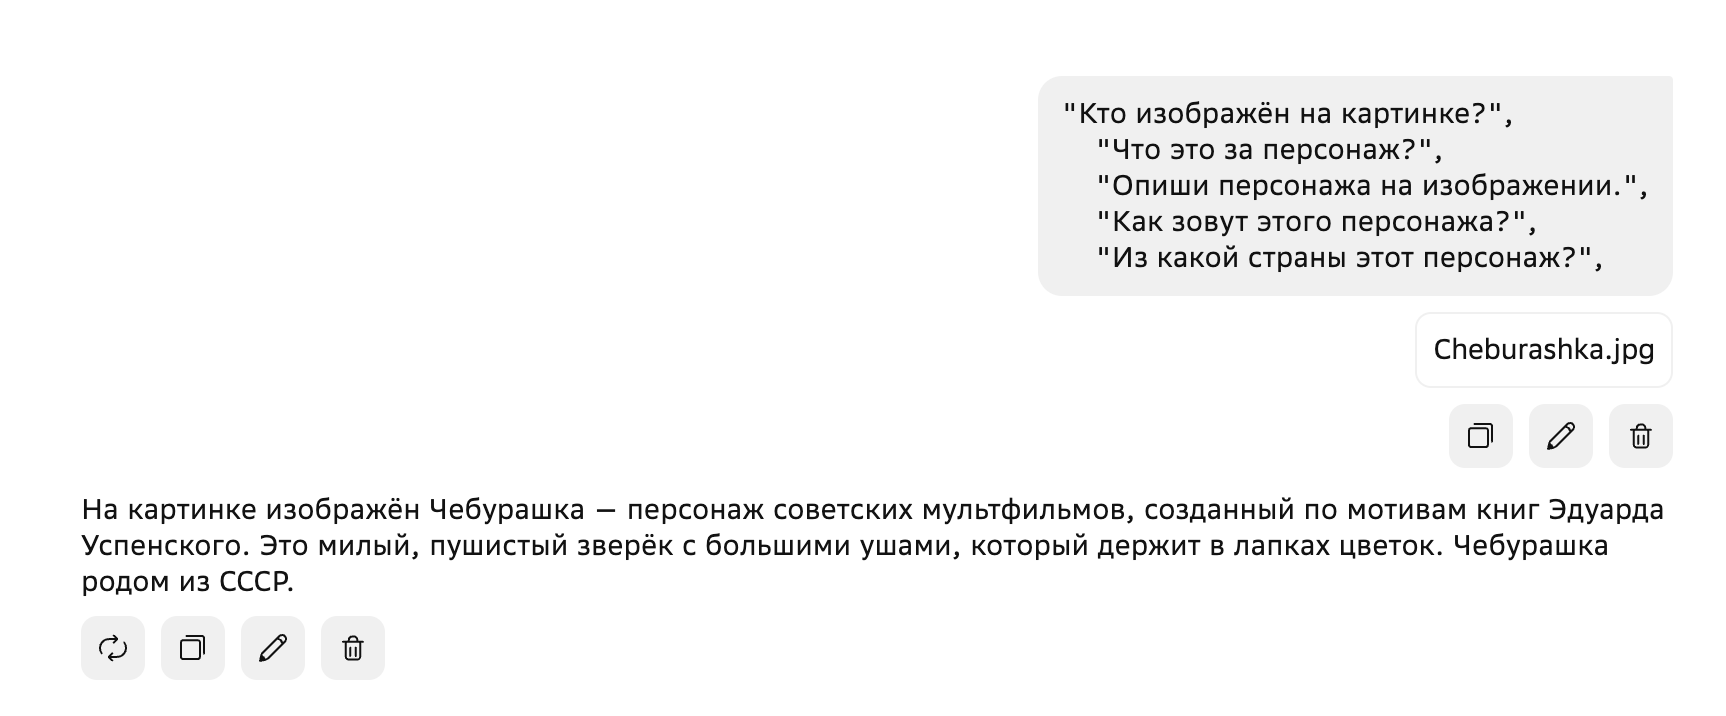 "Кто изображён на картинке?",
"Что это за персонаж?",
"Опиши персонажа на изображении.",
"Как зовут этого персонажа?",
"Из какой страны этот персонаж?",
Cheburashka.jpg
На картинке изображён Чебурашка — персонаж советских мультфильмов, созданный по мотивам книг Эдуарда
Успенского. Это милый, пушистый зверёк с большими ушами, который держит в лапках цветок. Чебурашка
родом из СССР.